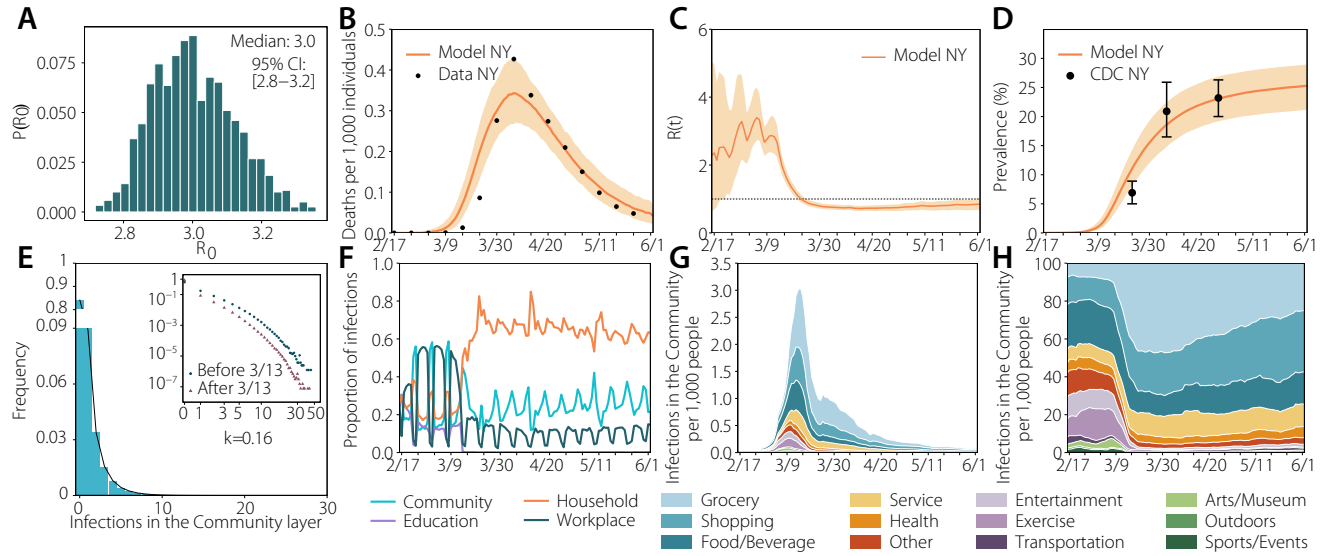 A
Median: 3.0
95% CI:
[2.8–3.2]
P(R0)
0.075
0.050
0.025
0.000
2.8 3.0 3.2
R0
B
Deaths per 1,000 individuals
Model NY
Data NY
0.5
0.4
0.3
0.2
0.1
0.0
2/17 3/9 3/30 4/20 5/11 6/1
C
R(t)
Model NY
6
4
2
0
2/17 3/9 3/30 4/20 5/11 6/1
D
Prevalence (%)
Model NY
CDC NY
30
20
10
0
2/17 3/9 3/30 4/20 5/11 6/1
E
Frequency
1
0.9
0.8
0.09
0.06
0.03
0
0 10 20 30
Infections in the Community layer
1
10−1
10−3
10−5
10−7
Before 3/13
After 3/13
0 1 3 5 10 30 50
k=0.16
F
Proportion of infections
1.0
0.8
0.6
0.4
0.2
0.0
2/17 3/9 3/30 4/20 5/11 6/1
Community
Education
Household
Workplace
G
Infections in the Community
per 1,000 people
3.5
3.0
2.5
2.0
1.5
1.0
0.5
0.0
2/17 3/9 3/30 4/20 5/11 6/1
H
Infections in the Community
per 1,000 people
100
80
60
40
20
0
2/17 3/9 3/30 4/20 5/11 6/1
Grocery
Shopping
Food/Beverage
Service
Health
Other
Entertainment
Exercise
Transportation
Arts/Museum
Outdoors
Sports/Events